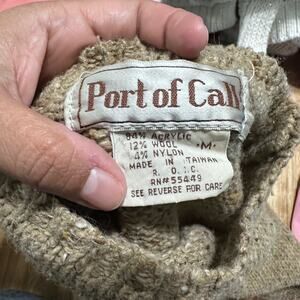 Port of Call
84% ACRYLIC
12% WOOL
4% NYLON
·M·
MADE IN TAIWAN
R. O. C.
RN#55449
SEE REVERSE FOR CARE